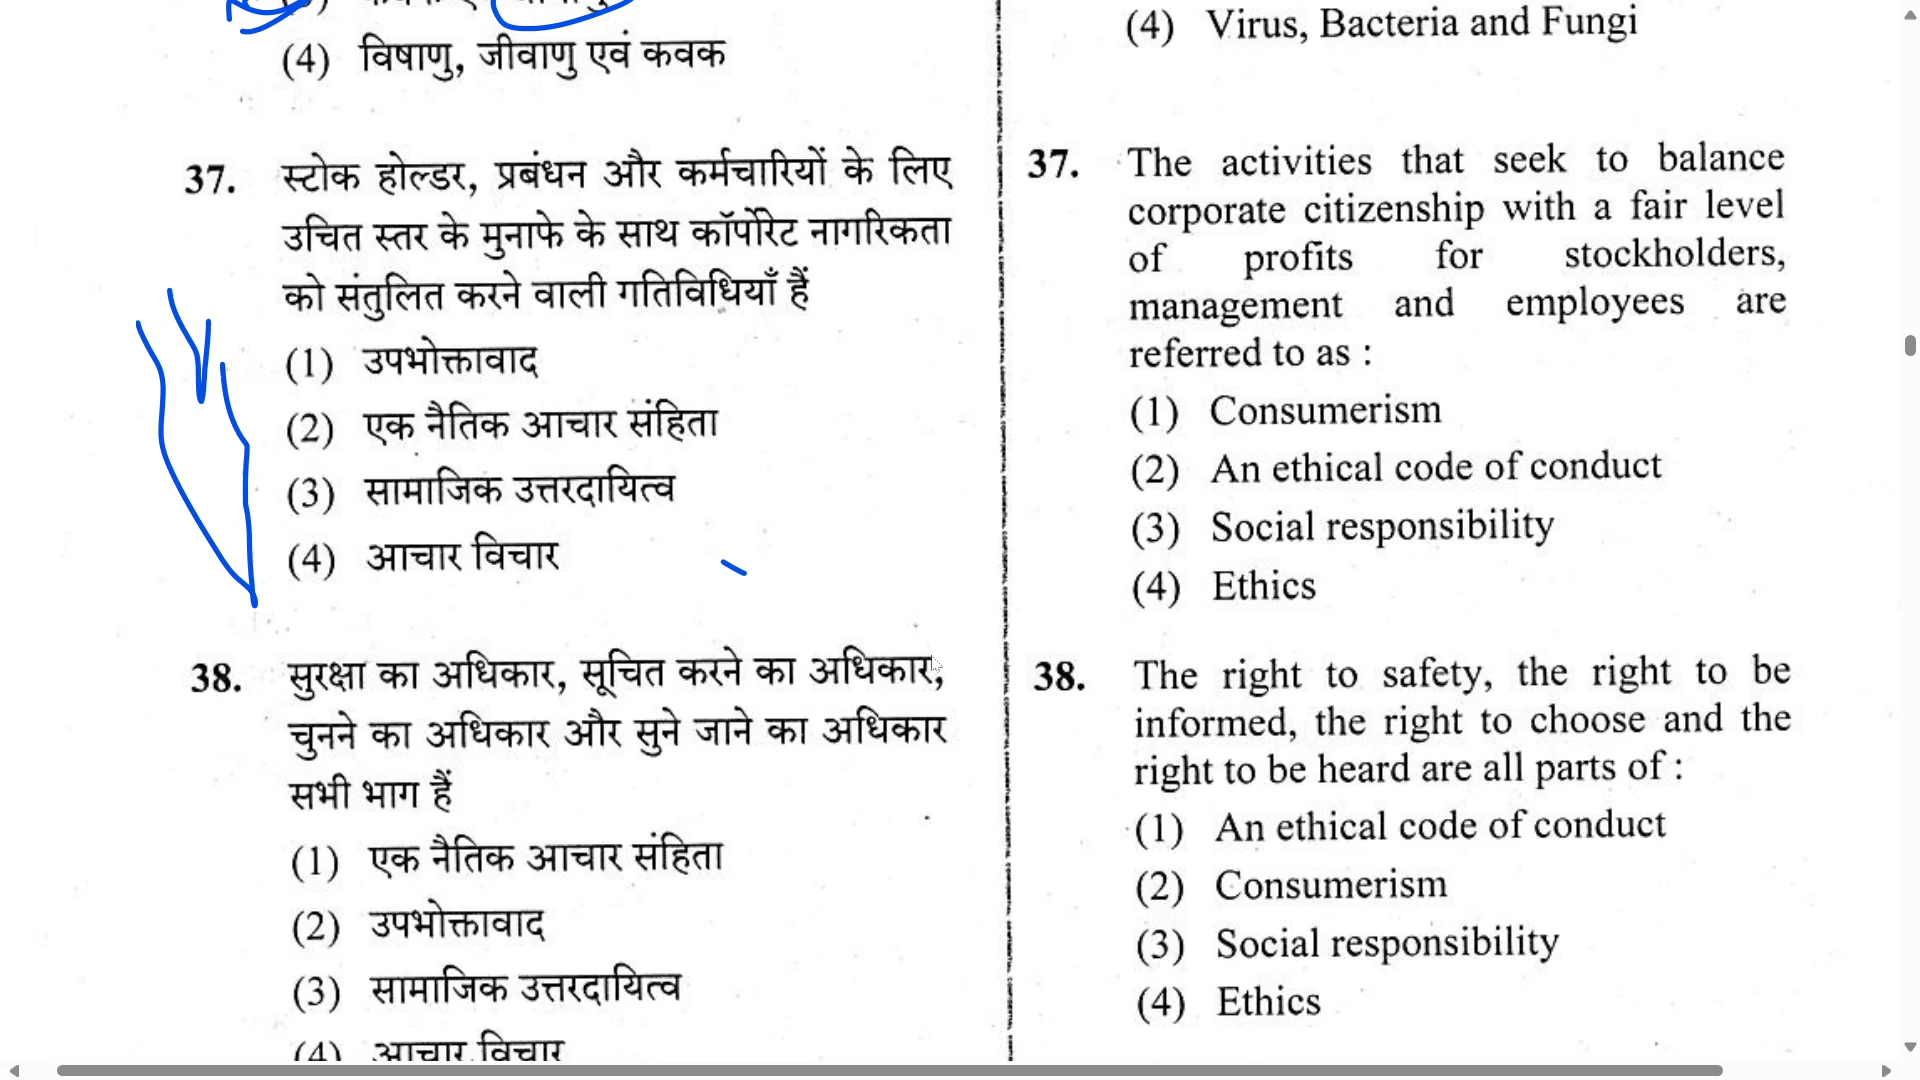 (4) विषाणु, जीवाणु एवं कवक
37. स्टोक होल्डर, प्रबंधन और कर्मचारियों के लिए
उचित स्तर के मुनाफे के साथ कॉर्पोरेट नागरिकता
को संतुलित करने वाली गतिविधियाँ हैं
(1) उपभोक्तावाद
(2) एक नैतिक आचार संहिता
(3) सामाजिक उत्तरदायित्व
(4) आचार विचार
38. सुरक्षा का अधिकार, सूचित करने का अधिकार,
चुनने का अधिकार और सुने जाने का अधिकार
सभी भाग हैं
(1) एक नैतिक आचार संहिता
(2) उपभोक्तावाद
(3) सामाजिक उत्तरदायित्व
(4) आचार विचार
(4) Virus, Bacteria and Fungi
37. The activities that seek to balance
corporate citizenship with a fair level
of profits for stockholders,
management and employees are
referred to as :
(1) Consumerism
(2) An ethical code of conduct
(3) Social responsibility
(4) Ethics
38. The right to safety, the right to be
informed, the right to choose and the
right to be heard are all parts of :
(1) An ethical code of conduct
(2) Consumerism
(3) Social responsibility
(4) Ethics